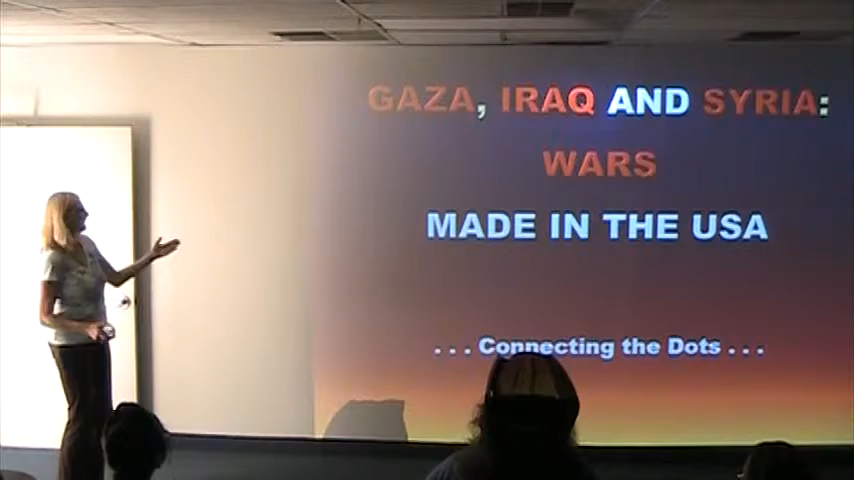 GAZA, IRAQ AND SYRIA:
WARS
MADE IN THE USA
. . . Connecting the Dots . . .